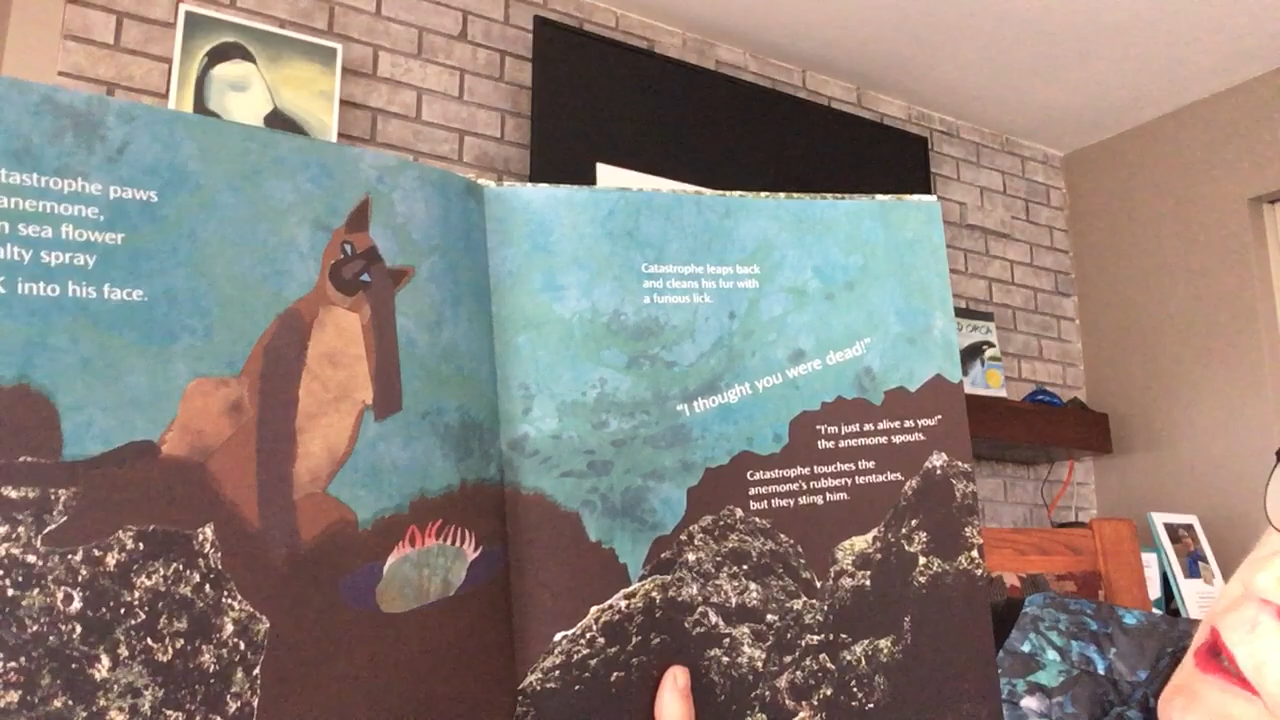 tastrophe paws
anemone,
n sea flower
alty spray
K into his face.
Catastrophe leaps back
and cleans his fur with
a furious lick.
"I thought you were dead!"
"I'm just as alive as you!"
the anemone spouts.
Catastrophe touches the
anemone's rubbery tentacles,
but they sting him.
D ORCA